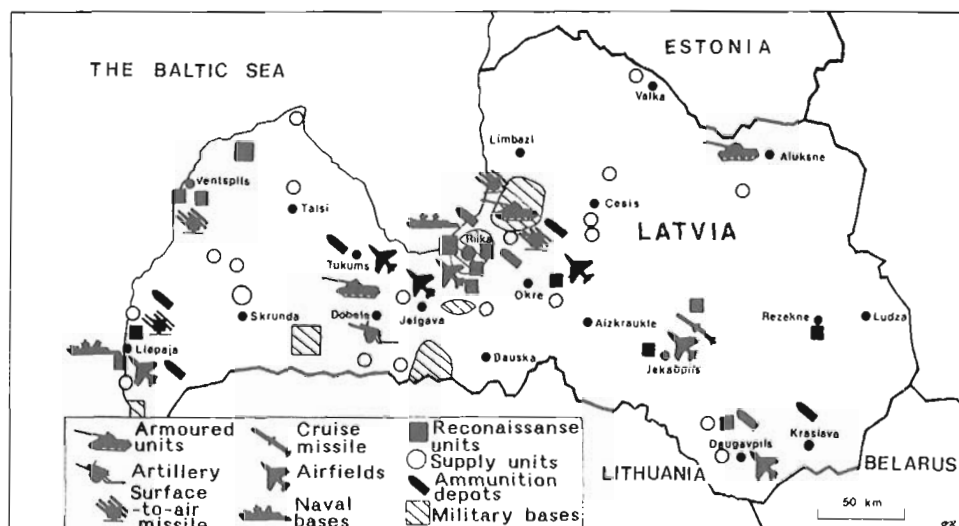 ESTONIA
THE BALTIC SEA
Valka
Limbazi
Aluksne
Ventspils
Talsi
Cesis
LATVIA
Riika
Tukums
Okre
Skrunda
Dobele
Jelgava
Aizkraukle
Rezekne
Ludza
Liepaja
Bauska
Jekabpils
Daugavpils
Kraslava
LITHUANIA
BELARUS
50 km
Armoured
units
Artillery
Surface
-to-air
missile
Cruise
missile
Airfields
Naval
bases
Reconaissanse
units
Supply units
Ammunition
depots
Military bases